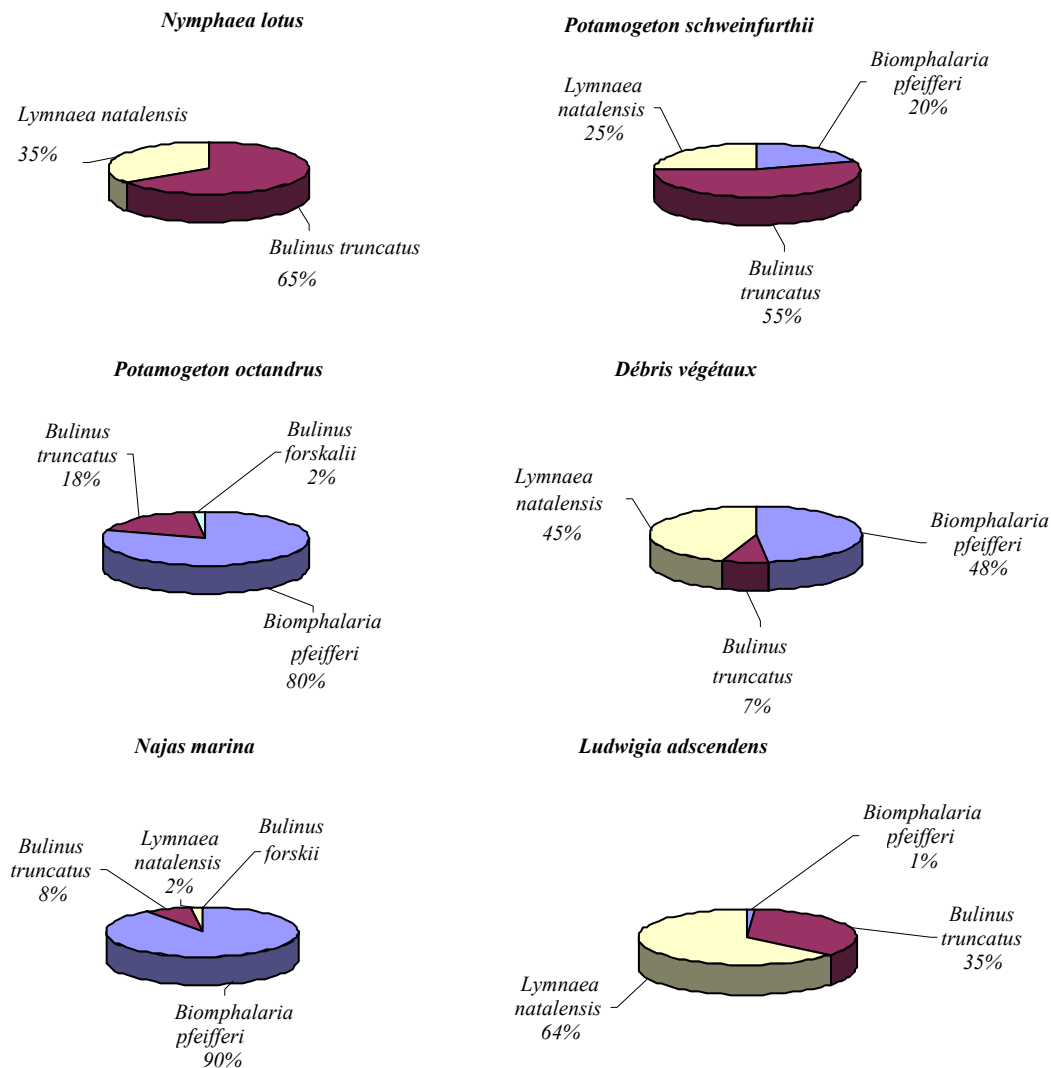 Nymphaea lotus
Lymnaea natalensis
35%
Bulinus truncatus
65%
Potamogeton schweinfurthii
Biomphalaria
pfeifferi
20%
Lymnaea
natalensis
25%
Bulinus
truncatus
55%
Potamogeton octandrus
Bulinus
truncatus
18%
Bulinus
forskalii
2%
Biomphalaria
pfeifferi
80%
Débris végétaux
Lymnaea
natalensis
45%
Biomphalaria
pfeifferi
48%
Bulinus
truncatus
7%
Najas marina
Bulinus
truncatus
8%
Lymnaea
natalensis
2%
Bulinus
forskii
Biomphalaria
pfeifferi
90%
Ludwigia adscendens
Biomphalaria
pfeifferi
1%
Bulinus
truncatus
35%
Lymnaea
natalensis
64%